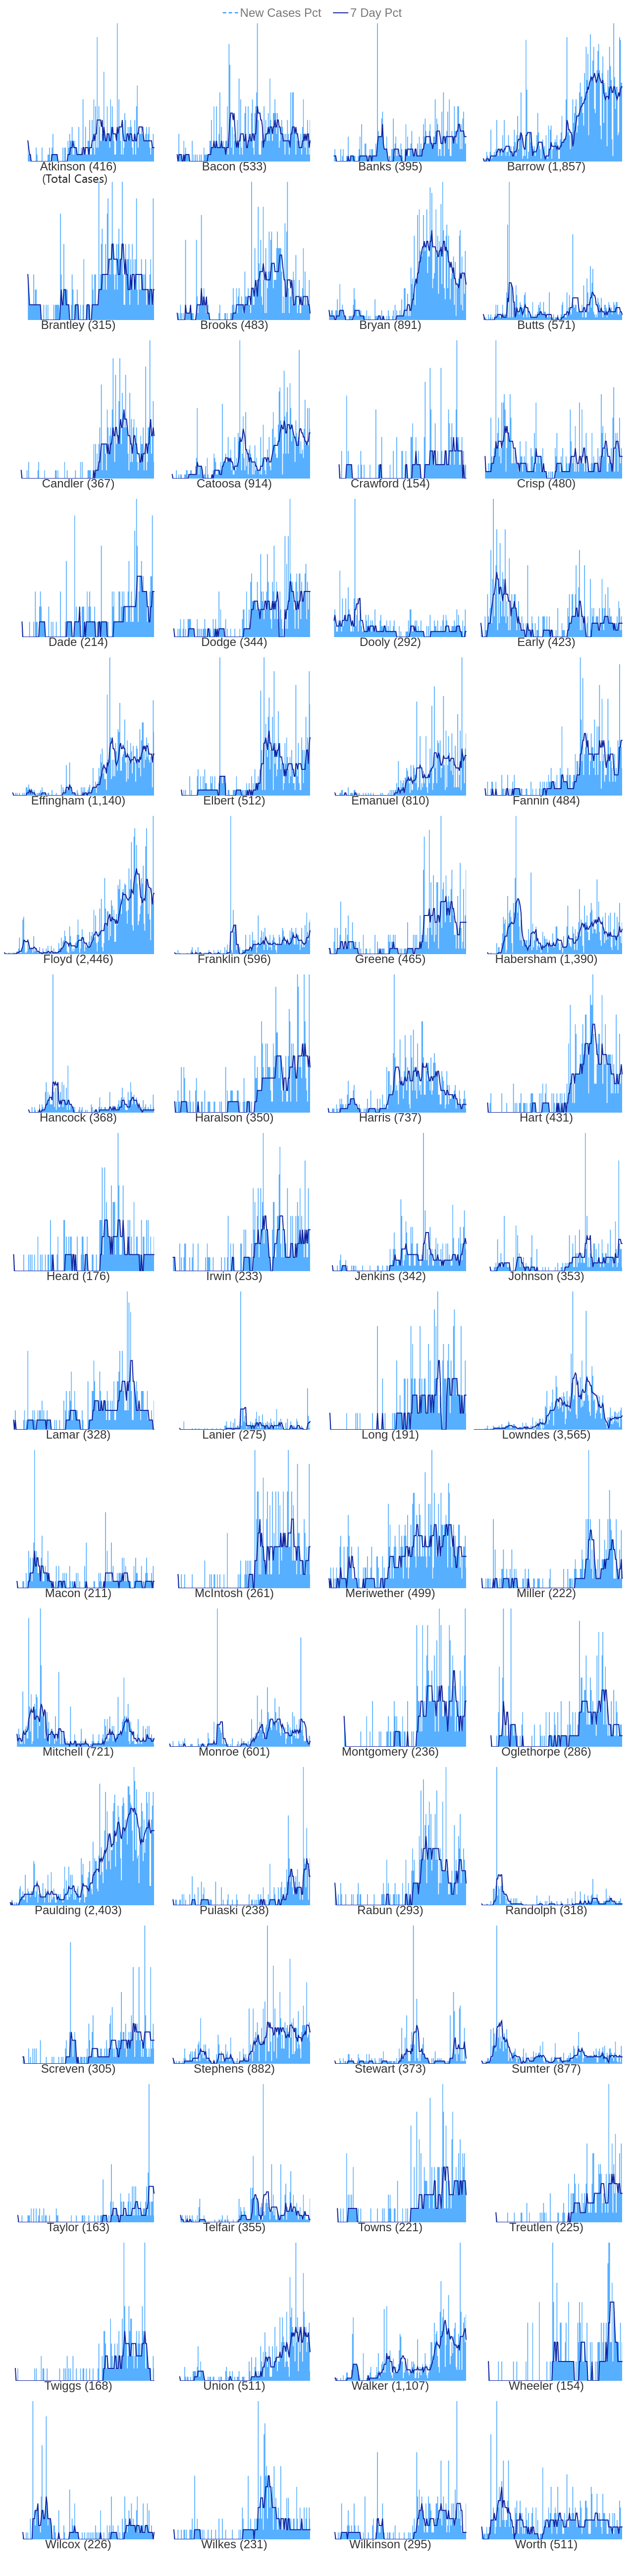 New Cases Pct 7 Day Pct
Atkinson (416) Bacon (533) Banks (395) Barrow (1,857)
(Total Cases)
Brantley (315) Brooks (483) Bryan (891) Butts (571)
Candler (367) Catoosa (914) Crawford (154) Crisp (480)
Dade (214) Dodge (344) Dooly (292) Early (423)
Effingham (1,140) Elbert (512) Emanuel (810) Fannin (484)
Floyd (2,446) Franklin (596) Greene (465) Habersham (1,390)
Hancock (368) Haralson (350) Harris (737) Hart (431)
Heard (176) Irwin (233) Jenkins (342) Johnson (353)
Lamar (328) Lanier (275) Long (191) Lowndes (3,565)
Macon (211) McIntosh (261) Meriwether (499) Miller (222)
Mitchell (721) Monroe (601) Montgomery (236) Oglethorpe (286)
Paulding (2,403) Pulaski (238) Rabun (293) Randolph (318)
Screven (305) Stephens (882) Stewart (373) Sumter (877)
Taylor (163) Telfair (355) Towns (221) Treutlen (225)
Twiggs (168) Union (511) Walker (1,107) Wheeler (154)
Wilcox (226) Wilkes (231) Wilkinson (295) Worth (511)